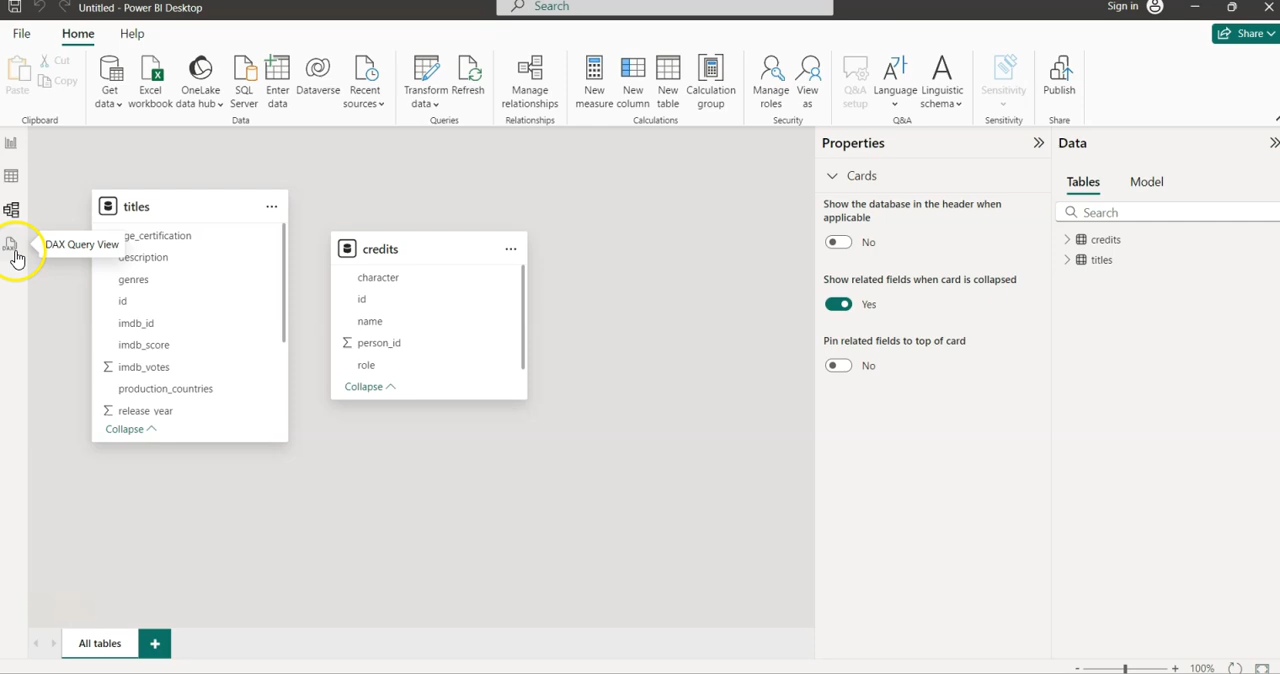 Untitled - Power BI Desktop
Search
Sign in
File
Home
Help
Share
Paste
Cut
Copy
Get data
Excel workbook
OneLake data hub
SQL Server
Enter data
Dataverse
Recent sources
Transform data
Refresh
Manage relationships
New measure
New column
New table
Calculation group
Manage roles
View as
Q&A setup
Language
Linguistic schema
Sensitivity
Publish
Clipboard
Data
Queries
Relationships
Calculations
Security
Q&A
Sensitivity
Share
DAX Query View
DAX
titles
description
genres
id
imdb_id
imdb_score
imdb_votes
production_countries
release year
Collapse
credits
character
id
name
person_id
role
Collapse
Properties
Cards
Show the database in the header when
applicable
No
Show related fields when card is collapsed
Yes
Pin related fields to top of card
No
Data
Tables
Model
Search
credits
titles
All tables
100%